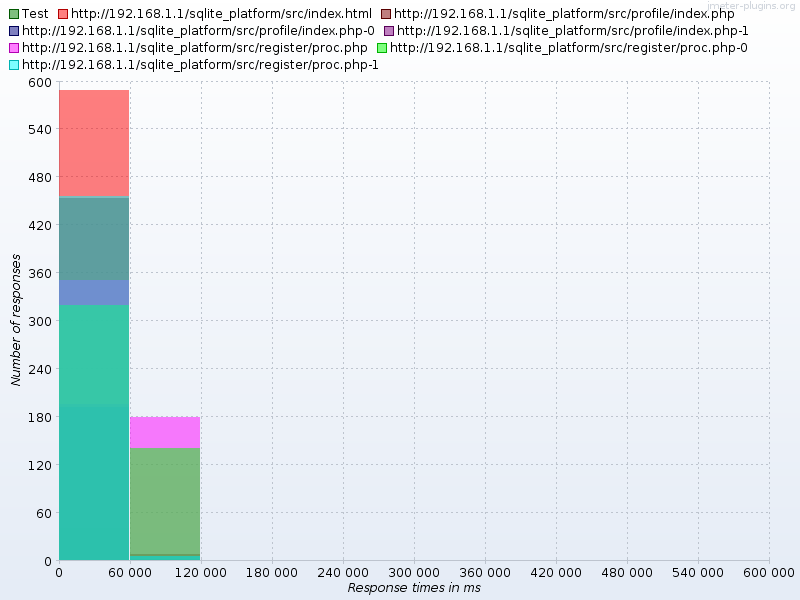 jmeter-plugins.org
Test http://192.168.1.1/sqlite_platform/src/index.html http://192.168.1.1/sqlite_platform/src/profile/index.php
http://192.168.1.1/sqlite_platform/src/profile/index.php-0 http://192.168.1.1/sqlite_platform/src/profile/index.php-1
http://192.168.1.1/sqlite_platform/src/register/proc.php http://192.168.1.1/sqlite_platform/src/register/proc.php-0
http://192.168.1.1/sqlite_platform/src/register/proc.php-1
600
540
480
420
360
300
240
180
120
60
0
Number of responses
0 60 000 120 000 180 000 240 000 300 000 360 000 420 000 480 000 540 000 600 000
Response times in ms